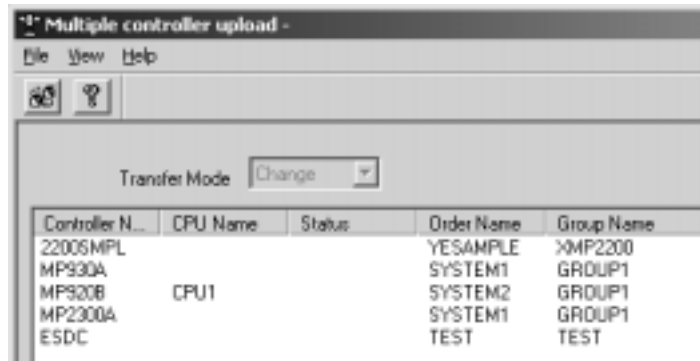 Multiple controller upload -
File View Help
Transfer Mode Change
Controller N... CPU Name Status Order Name Group Name
2200SMPL YESAMPLE XMP2200
MP930A SYSTEM1 GROUP1
MP920B CPU1 SYSTEM2 GROUP1
MP2300A SYSTEM1 GROUP1
ESDC TEST TEST